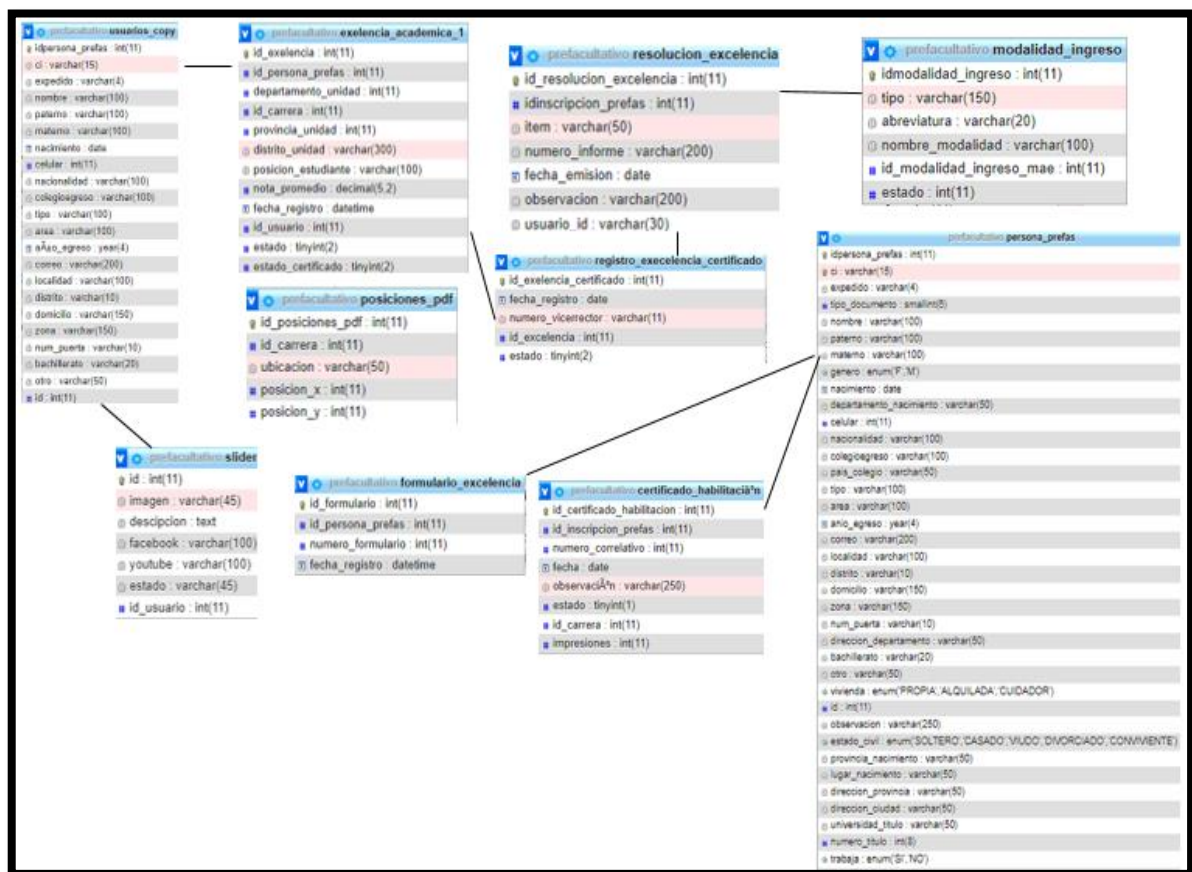 prefacultativo usuarios_copy
idpersona_prefas : int(11)
ci : varchar(15)
expedido : varchar(4)
nombre : varchar(100)
paterno : varchar(100)
materno : varchar(100)
nacimiento : date
celular : int(11)
nacionalidad : varchar(100)
colegioegreso : varchar(100)
tipo : varchar(100)
area : varchar(100)
aÃ±o_egreso : year(4)
correo : varchar(200)
localidad : varchar(100)
distrito : varchar(10)
domicilio : varchar(150)
zona : varchar(150)
num_puerta : varchar(10)
bachillerato : varchar(20)
otro : varchar(50)
id : int(11)
prefacultativo exelencia_academica_1
id_exelencia : int(11)
id_persona_prefas : int(11)
departamento_unidad : int(11)
id_carrera : int(11)
provincia_unidad : int(11)
distrito_unidad : varchar(300)
posicion_estudiante : varchar(100)
nota_promedio : decimal(5,2)
fecha_registro : datetime
id_usuario : int(11)
estado : tinyint(2)
estado_certificado : tinyint(2)
prefacultativo resolucion_excelencia
id_resolucion_excelencia : int(11)
idinscripcion_prefas : int(11)
item : varchar(50)
numero_informe : varchar(200)
fecha_emision : date
observacion : varchar(200)
usuario_id : varchar(30)
prefacultativo modalidad_ingreso
idmodalidad_ingreso : int(11)
tipo : varchar(150)
abreviatura : varchar(20)
nombre_modalidad : varchar(100)
id_modalidad_ingreso_mae : int(11)
estado : int(11)
prefacultativo registro_execelencia_certificado
id_exelencia_certificado : int(11)
fecha_registro : date
numero_vicerrector : varchar(11)
id_excelencia : int(11)
estado : tinyint(2)
prefacultativo posiciones_pdf
id_posiciones_pdf : int(11)
id_carrera : int(11)
ubicacion : varchar(50)
posicion_x : int(11)
posicion_y : int(11)
prefacultativo slider
id : int(11)
imagen : varchar(45)
descipcion : text
facebook : varchar(100)
youtube : varchar(100)
estado : varchar(45)
id_usuario : int(11)
prefacultativo formulario_excelencia
id_formulario : int(11)
id_persona_prefas : int(11)
numero_formulario : int(11)
fecha_registro : datetime
prefacultativo certificado_habilitaciÃ³n
id_certificado_habilitacion : int(11)
id_inscripcion_prefas : int(11)
numero_correlativo : int(11)
fecha : date
observaciÃ³n : varchar(250)
estado : tinyint(1)
id_carrera : int(11)
impresiones : int(11)
prefacultativo persona_prefas
idpersona_prefas : int(11)
ci : varchar(15)
expedido : varchar(4)
tipo_documento : smallint(5)
nombre : varchar(100)
paterno : varchar(100)
materno : varchar(100)
genero : enum('F','M')
nacimiento : date
departamento_nacimiento : varchar(50)
celular : int(11)
nacionalidad : varchar(100)
colegioegreso : varchar(100)
pais_colegio : varchar(50)
tipo : varchar(100)
area : varchar(100)
anio_egreso : year(4)
correo : varchar(200)
localidad : varchar(100)
distrito : varchar(10)
domicilio : varchar(150)
zona : varchar(150)
num_puerta : varchar(10)
direccion_departamento : varchar(50)
bachillerato : varchar(20)
otro : varchar(50)
vivienda : enum('PROPIA','ALQUILADA','CUIDADOR')
id : int(11)
observacion : varchar(250)
estado_civil : enum('SOLTERO','CASADO','VIUDO','DIVORCIADO','CONVIVIENTE')
provincia_nacimiento : varchar(50)
lugar_nacimiento : varchar(50)
direccion_provincia : varchar(50)
direccion_ciudad : varchar(50)
universidad_titulo : varchar(50)
numero_titulo : int(8)
trabaja : enum('SI','NO')